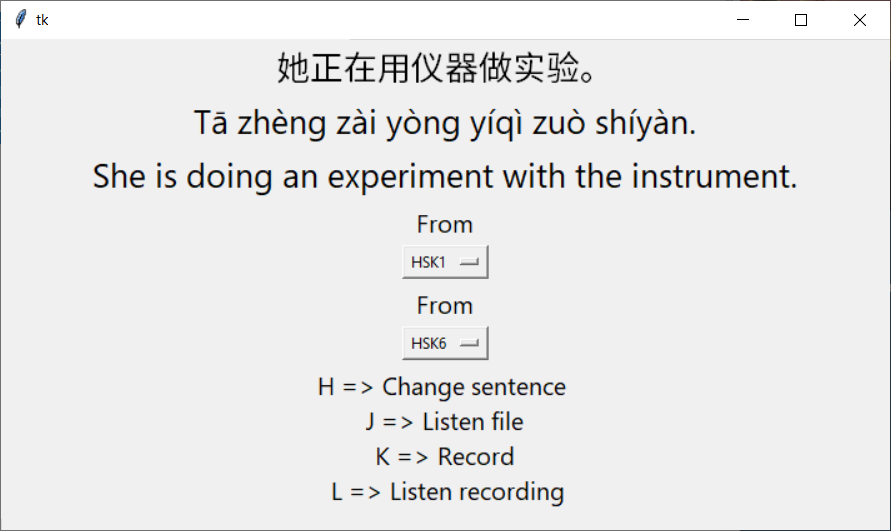 tk
她正在用仪器做实验。
Tā zhèng zài yòng yíqì zuò shíyàn.
She is doing an experiment with the instrument.
From
HSK1
From
HSK6
H => Change sentence
J => Listen file
K => Record
L => Listen recording